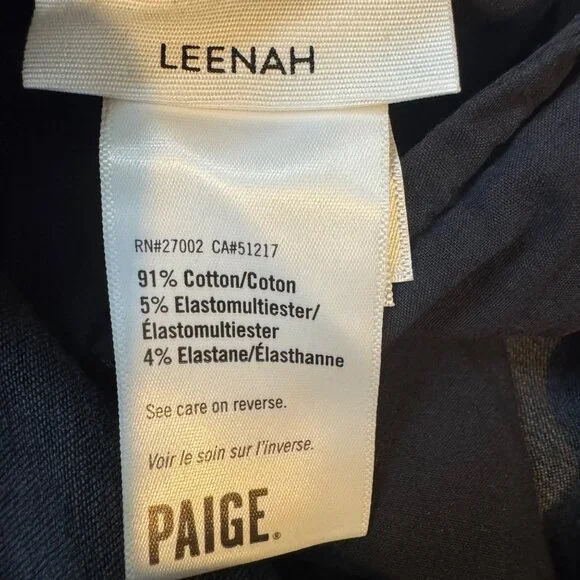 LEENAH
RN#27002 CA#51217
91% Cotton/Coton
5% Elastomultiester/
Élastomultiester
4% Elastane/Élasthanne
See care on reverse.
Voir le soin sur l'inverse.
PAIGE®